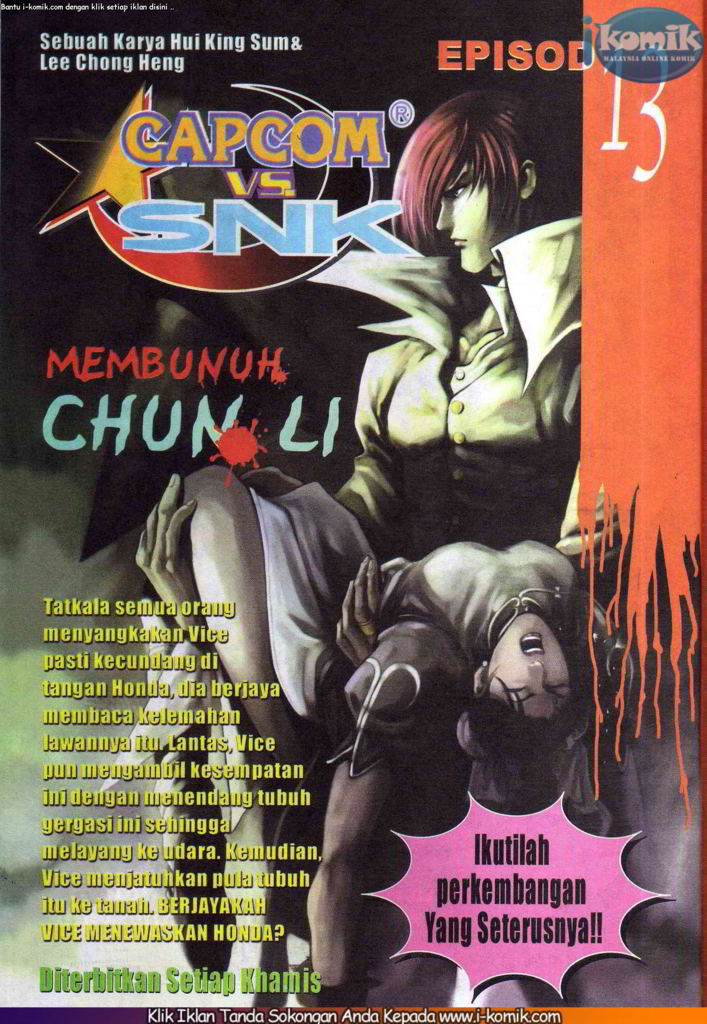 Bantu i-komik.com dengan klik setiap iklan disini ..
Sebuah Karya Hui King Sum &
Lee Chong Heng
EPISOD
13
ikomik
MALAYSIA ONLINE KOMIK
CAPCOM®
VS.
SNK
MEMBUNUH
CHUN LI
Tatkala semua orang
menyangkakan Vice
pasti kecundang di
tangan Honda, dia berjaya
membaca kelemahan
lawannya itu. Lantas, Vice
pun mengambil kesempatan
ini dengan menendang tubuh
gergasi ini sehingga
melayang ke udara. Kemudian,
Vice menjatuhkan pula tubuh
itu ke tanah. BERJAYAKAH
VICE MENEWASKAN HONDA?
Ikutilah
perkembangan
Yang Seterusnya!!
Diterbitkan Setiap Khamis
Klik Iklan Tanda Sokongan Anda Kepada www.i-komik.com